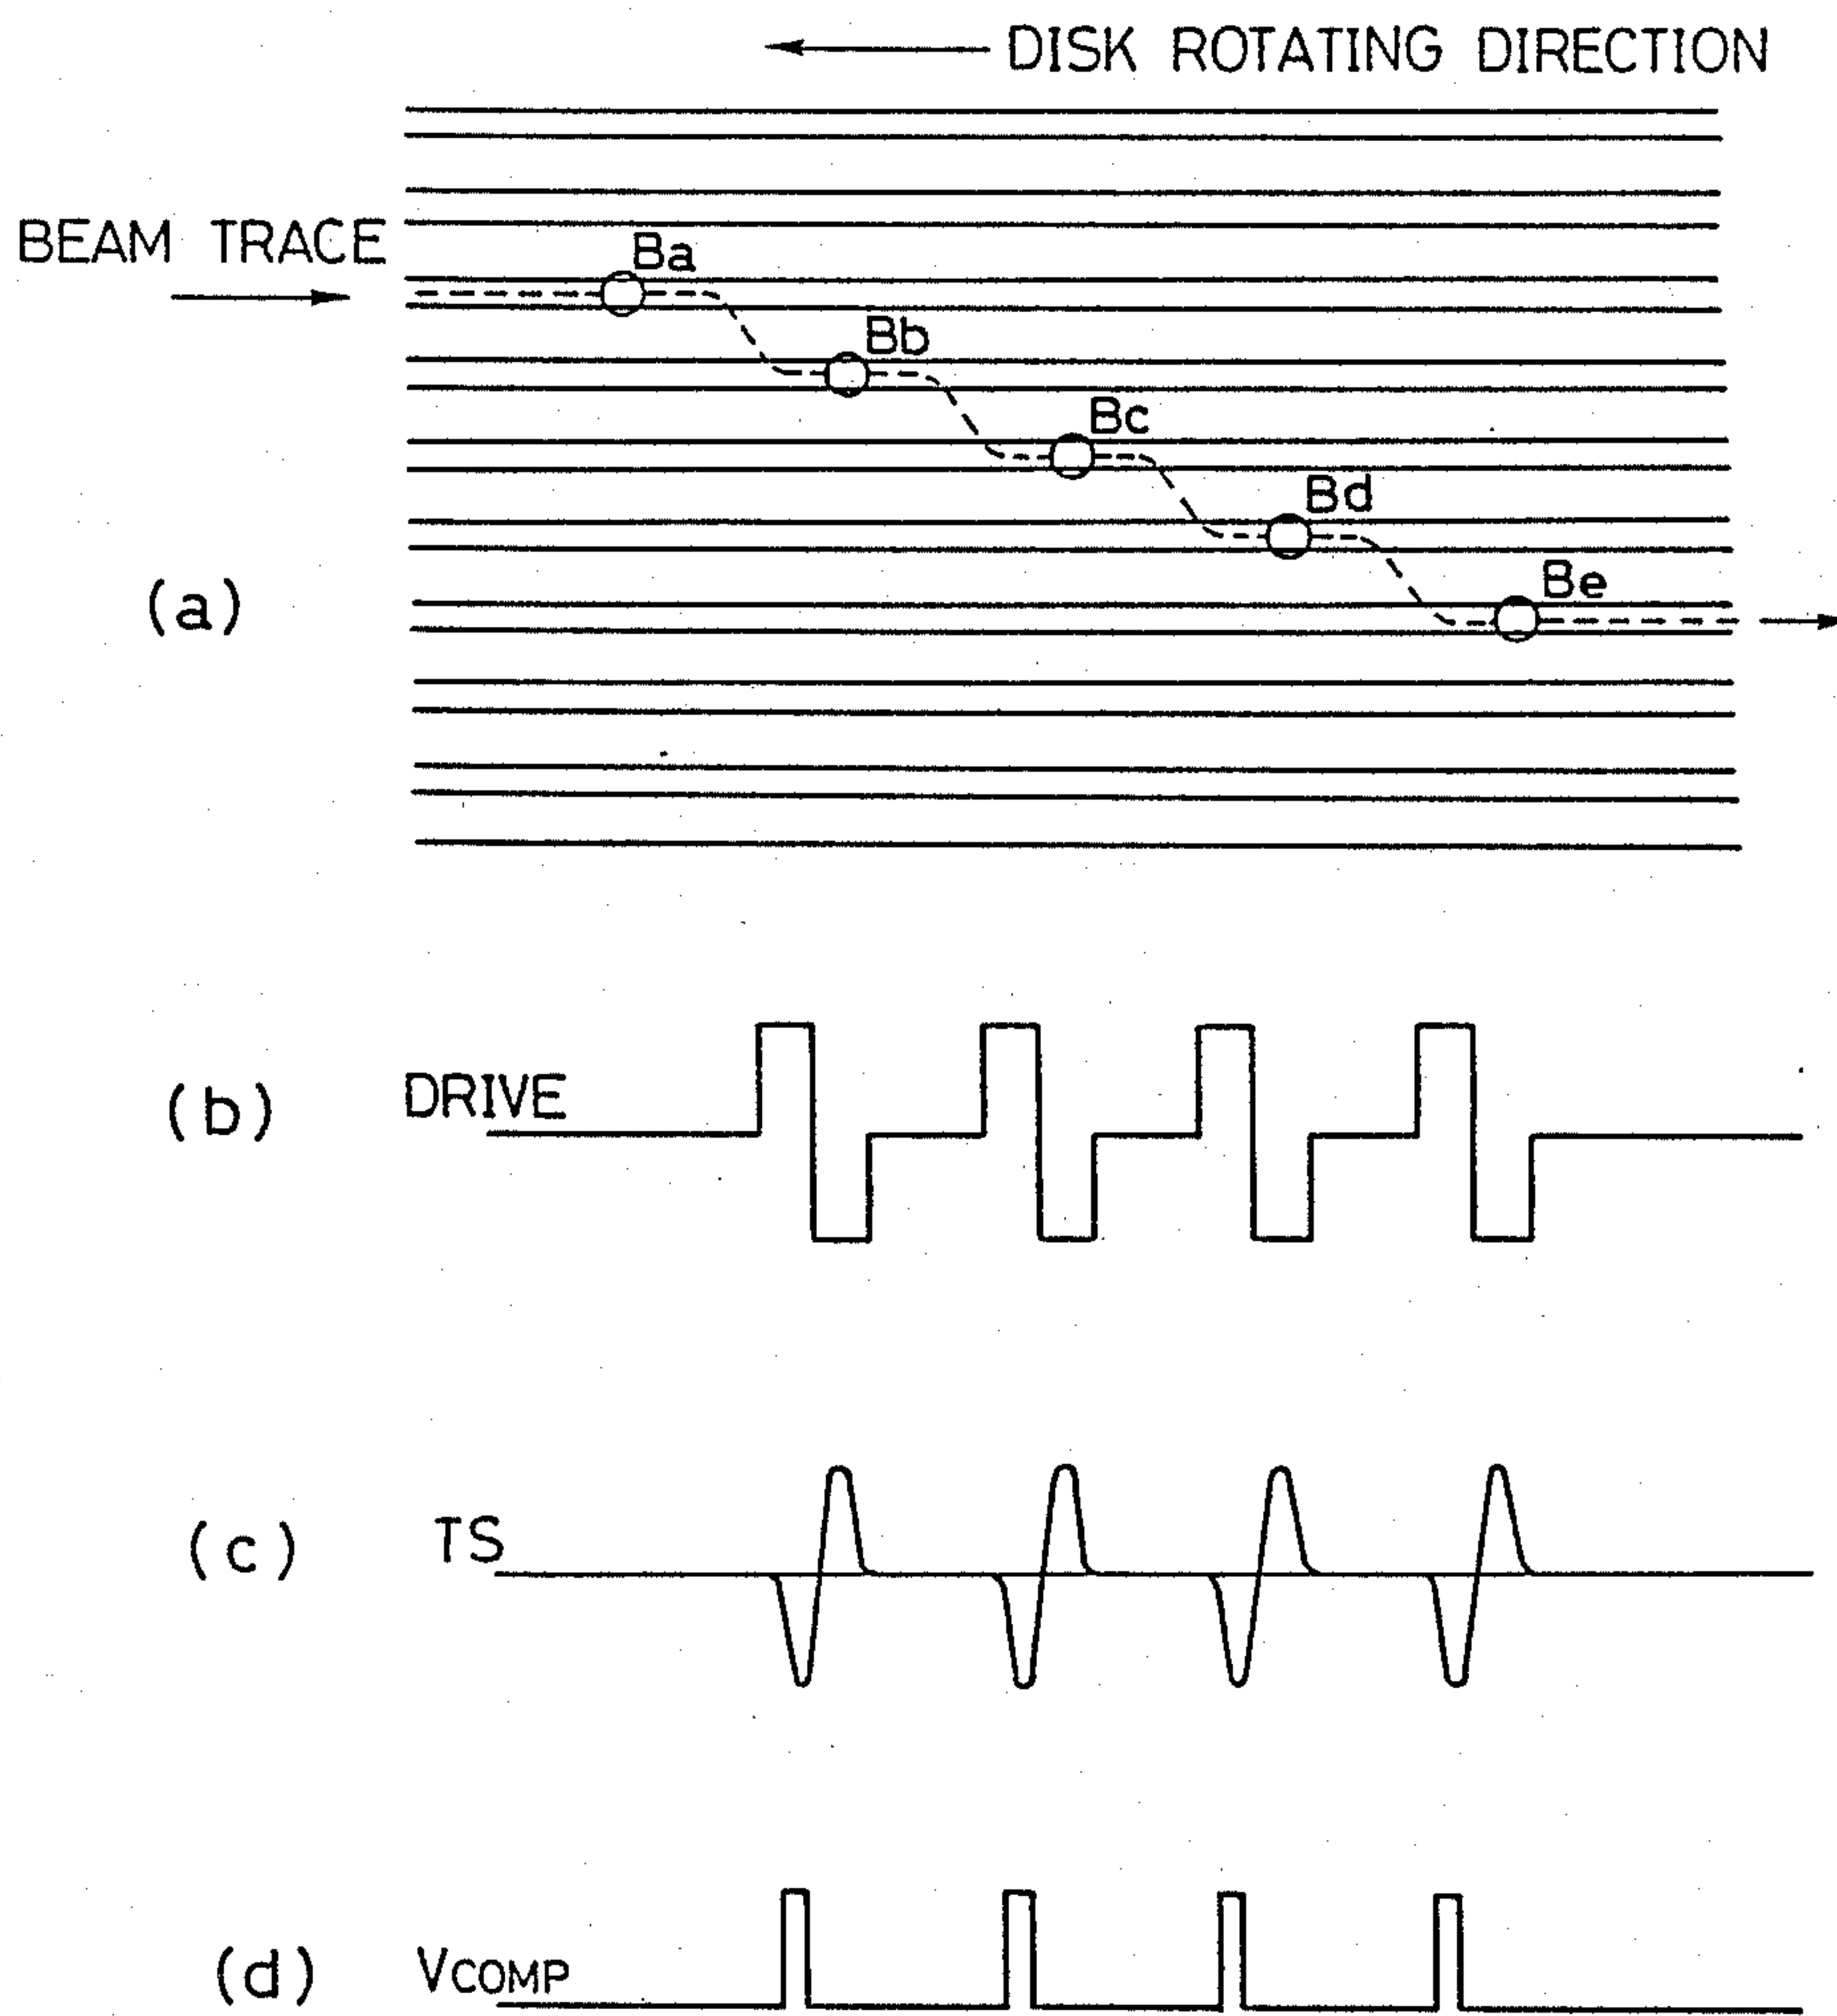 DISK ROTATING DIRECTION
BEAM TRACE
Ba
Bb
Bc
Bd
Be
(a)
(b) DRIVE
(c) TS
(d) VCOMP